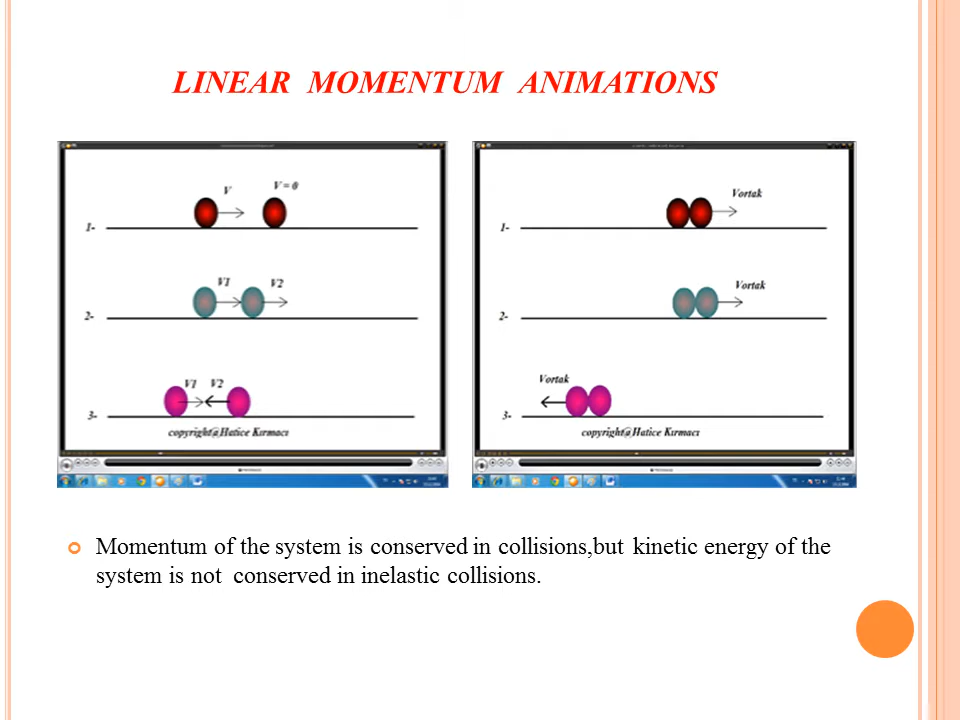 LINEAR MOMENTUM ANIMATIONS
V
V = 0
1-
V1
V2
2-
V1
V2
3-
copyright@Hatice Kırmacı
Vortak
1-
Vortak
2-
Vortak
3-
copyright@Hatice Kırmacı
Momentum of the system is conserved in collisions,but kinetic energy of the
system is not conserved in inelastic collisions.